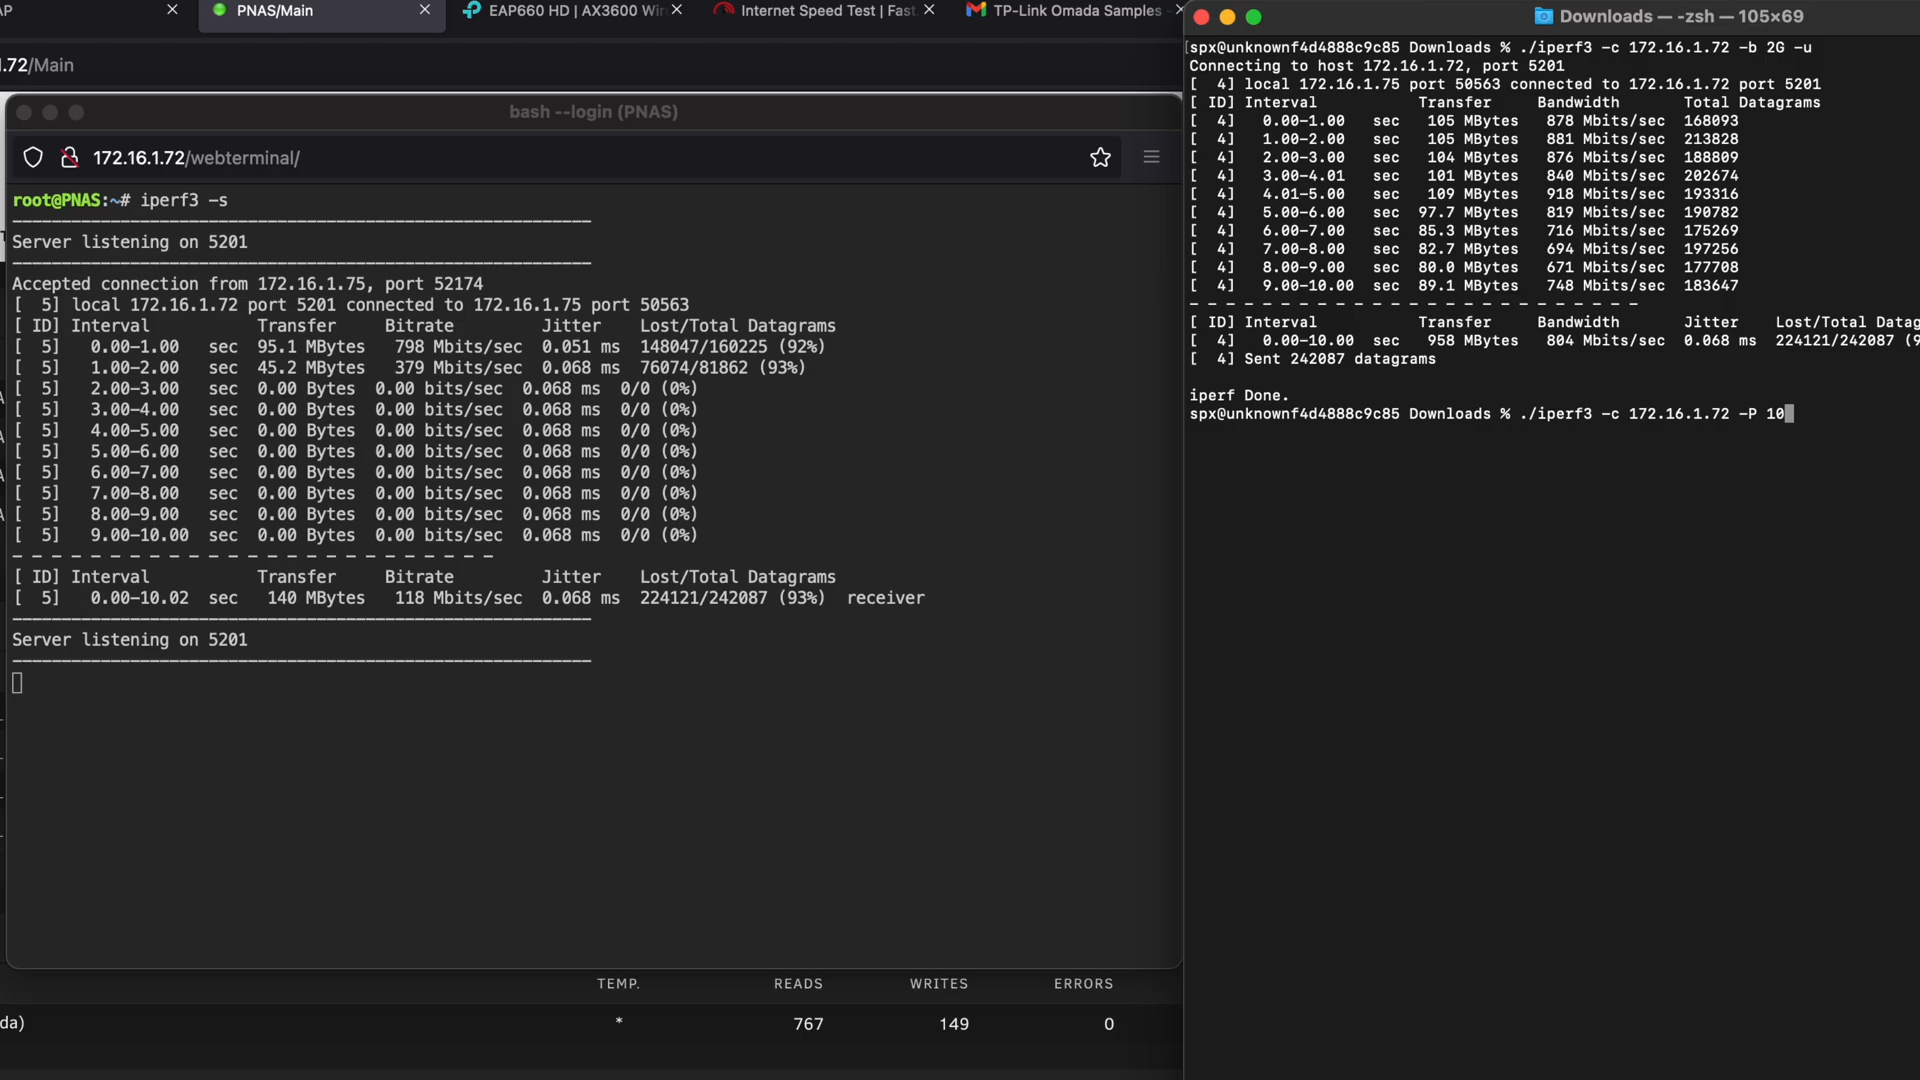 AP
PNAS/Main
EAP660 HD | AX3600 Wir
Internet Speed Test | Fast.
TP-Link Omada Samples -
.72/Main
bash --login (PNAS)
172.16.1.72/webterminal/
root@PNAS:~# iperf3 -s
-----------------------------------------------------------
Server listening on 5201
-----------------------------------------------------------
Accepted connection from 172.16.1.75, port 52174
[  5] local 172.16.1.72 port 5201 connected to 172.16.1.75 port 50563
[ ID] Interval           Transfer     Bitrate         Jitter    Lost/Total Datagrams
[  5]   0.00-1.00   sec  95.1 MBytes   798 Mbits/sec  0.051 ms  148047/160225 (92%)
[  5]   1.00-2.00   sec  45.2 MBytes   379 Mbits/sec  0.068 ms  76074/81862 (93%)
[  5]   2.00-3.00   sec  0.00 Bytes  0.00 bits/sec  0.068 ms  0/0 (0%)
[  5]   3.00-4.00   sec  0.00 Bytes  0.00 bits/sec  0.068 ms  0/0 (0%)
[  5]   4.00-5.00   sec  0.00 Bytes  0.00 bits/sec  0.068 ms  0/0 (0%)
[  5]   5.00-6.00   sec  0.00 Bytes  0.00 bits/sec  0.068 ms  0/0 (0%)
[  5]   6.00-7.00   sec  0.00 Bytes  0.00 bits/sec  0.068 ms  0/0 (0%)
[  5]   7.00-8.00   sec  0.00 Bytes  0.00 bits/sec  0.068 ms  0/0 (0%)
[  5]   8.00-9.00   sec  0.00 Bytes  0.00 bits/sec  0.068 ms  0/0 (0%)
[  5]   9.00-10.00  sec  0.00 Bytes  0.00 bits/sec  0.068 ms  0/0 (0%)
- - - - - - - - - - - - - - - - - - - - - - - - -
[ ID] Interval           Transfer     Bitrate         Jitter    Lost/Total Datagrams
[  5]   0.00-10.02  sec   140 MBytes   118 Mbits/sec  0.068 ms  224121/242087 (93%)  receiver
-----------------------------------------------------------
Server listening on 5201
-----------------------------------------------------------
TEMP. READS WRITES ERRORS
da) * 767 149 0
Downloads — -zsh — 105×69
[spx@unknownf4d4888c9c85 Downloads % ./iperf3 -c 172.16.1.72 -b 2G -u
Connecting to host 172.16.1.72, port 5201
[  4] local 172.16.1.75 port 50563 connected to 172.16.1.72 port 5201
[ ID] Interval           Transfer     Bandwidth       Total Datagrams
[  4]   0.00-1.00   sec   105 MBytes   878 Mbits/sec  168093
[  4]   1.00-2.00   sec   105 MBytes   881 Mbits/sec  213828
[  4]   2.00-3.00   sec   104 MBytes   876 Mbits/sec  188809
[  4]   3.00-4.01   sec   101 MBytes   840 Mbits/sec  202674
[  4]   4.01-5.00   sec   109 MBytes   918 Mbits/sec  193316
[  4]   5.00-6.00   sec  97.7 MBytes   819 Mbits/sec  190782
[  4]   6.00-7.00   sec  85.3 MBytes   716 Mbits/sec  175269
[  4]   7.00-8.00   sec  82.7 MBytes   694 Mbits/sec  197256
[  4]   8.00-9.00   sec  80.0 MBytes   671 Mbits/sec  177708
[  4]   9.00-10.00  sec  89.1 MBytes   748 Mbits/sec  183647
- - - - - - - - - - - - - - - - - - - - - - - - -
[ ID] Interval           Transfer     Bandwidth       Jitter    Lost/Total Datag
[  4]   0.00-10.00  sec   958 MBytes   804 Mbits/sec  0.068 ms  224121/242087 (9
[  4] Sent 242087 datagrams
iperf Done.
spx@unknownf4d4888c9c85 Downloads % ./iperf3 -c 172.16.1.72 -P 10